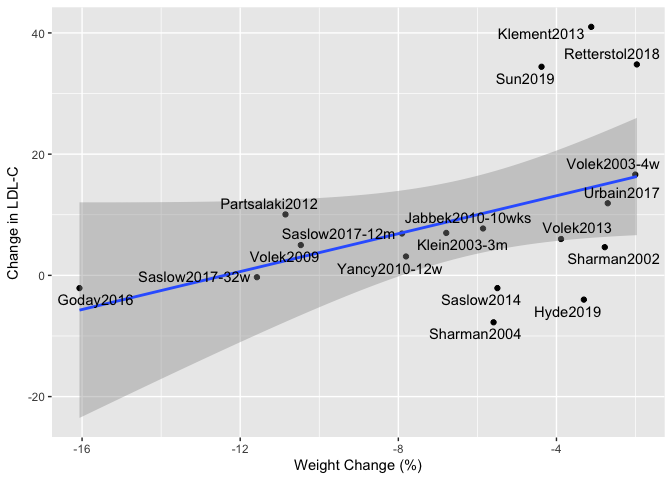 Klement2013
Retterstol2018
Sun2019
Volek2003-4w
Urbain2017
Partsalaki2012
Jabbek2010-10wks
Saslow2017-12m
Volek2013
Klein2003-3m
Volek2009
Sharman2002
Yancy2010-12w
Saslow2017-32w
Goday2016
Saslow2014
Hyde2019
Sharman2004
40
20
0
-20
-16
-12
-8
-4
Change in LDL-C
Weight Change (%)